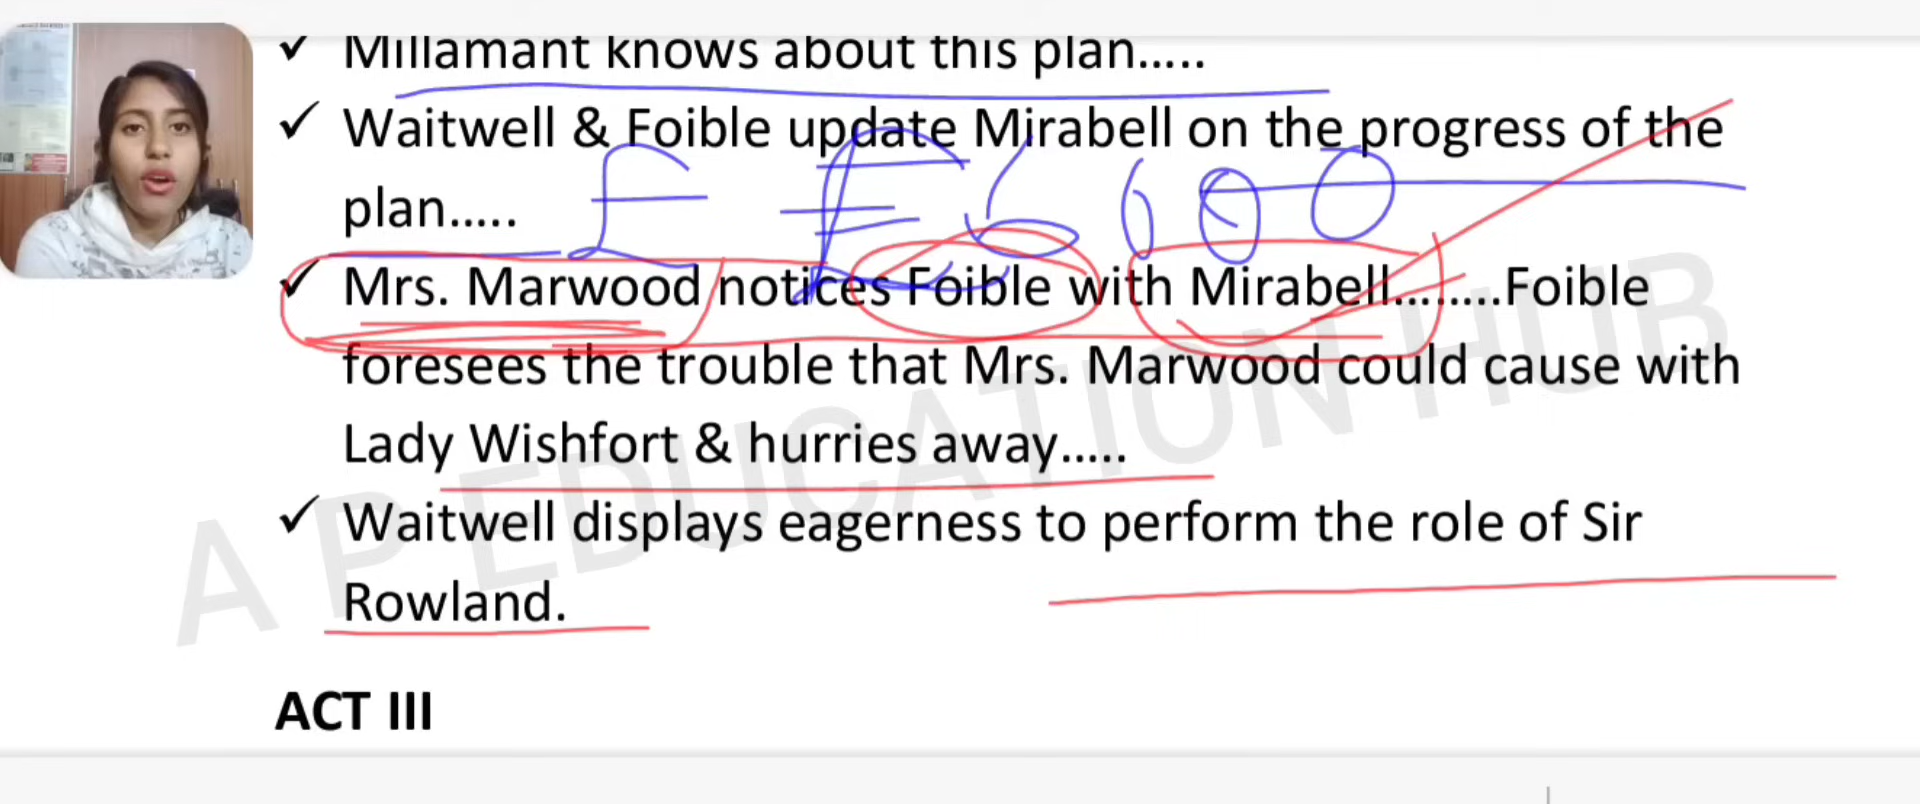 ✓ Millamant knows about this plan.....
✓ Waitwell & Foible update Mirabell on the progress of the
plan.....
£ £6000
✓ Mrs. Marwood notices Foible with Mirabell........Foible
foresees the trouble that Mrs. Marwood could cause with
Lady Wishfort & hurries away.....
✓ Waitwell displays eagerness to perform the role of Sir
Rowland.
A P EDUCATION HUB
ACT III